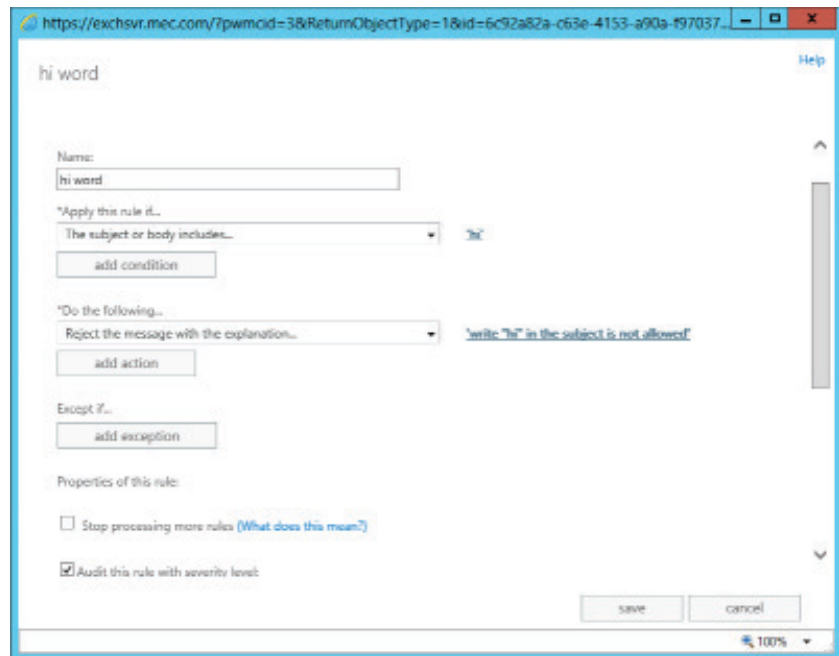 https://exchsvr.mec.com/?pwmcid=3&ReturnObjectType=1&id=6c92a82a-c63e-4153-a90a-f97037...
Help
hi word
Name:
hi word
*Apply this rule if...
The subject or body includes... 'hi'
add condition
*Do the following...
Reject the message with the explanation... 'write "hi" in the subject is not allowed'
add action
Except if...
add exception
Properties of this rule:
Stop processing more rules (What does this mean?)
Audit this rule with severity level:
save cancel
100%